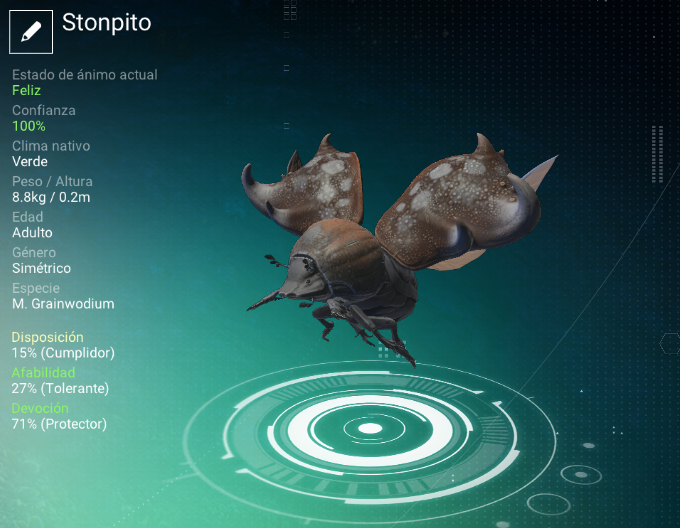 Stonpito
Estado de ánimo actual
Feliz
Confianza
100%
Clima nativo
Verde
Peso / Altura
8.8kg / 0.2m
Edad
Adulto
Género
Simétrico
Especie
M. Grainwodium
Disposición
15% (Cumplidor)
Afabilidad
27% (Tolerante)
Devoción
71% (Protector)